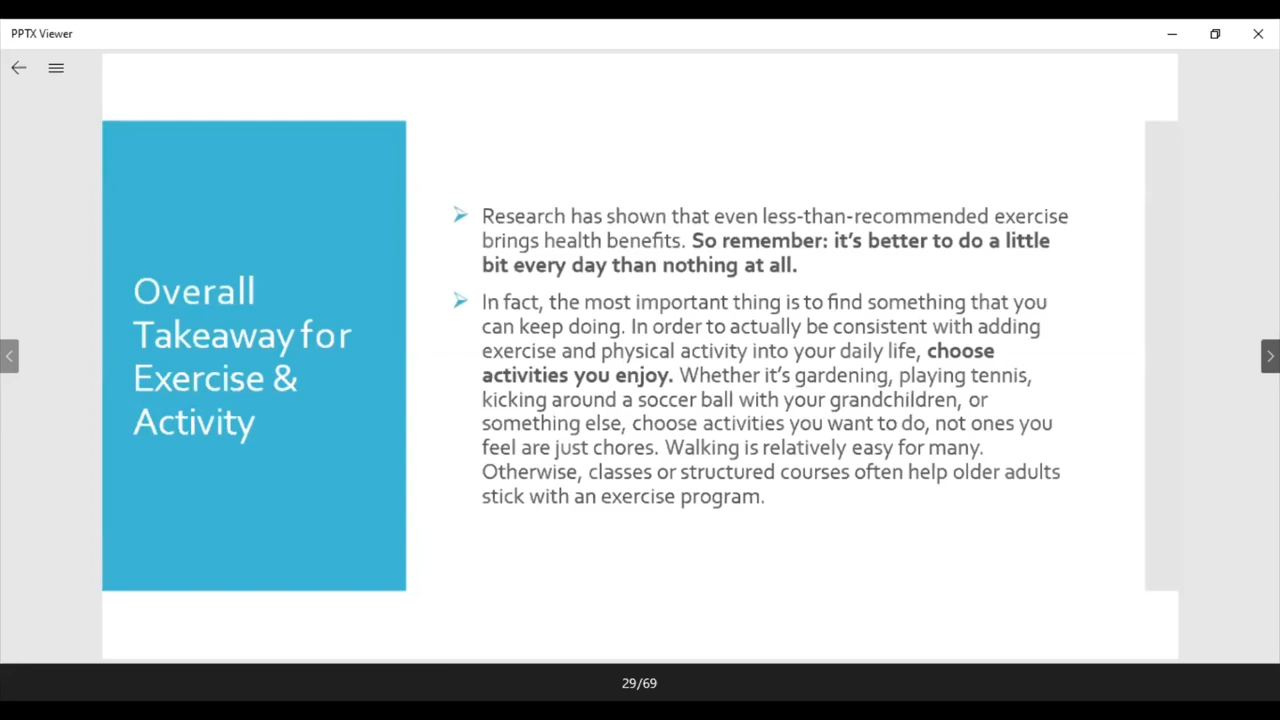 PPTX Viewer
Overall
Takeaway for
Exercise &
Activity
Research has shown that even less-than-recommended exercise
brings health benefits. So remember: it's better to do a little
bit every day than nothing at all.
In fact, the most important thing is to find something that you
can keep doing. In order to actually be consistent with adding
exercise and physical activity into your daily life, choose
activities you enjoy. Whether it's gardening, playing tennis,
kicking around a soccer ball with your grandchildren, or
something else, choose activities you want to do, not ones you
feel are just chores. Walking is relatively easy for many.
Otherwise, classes or structured courses often help older adults
stick with an exercise program.
29/69